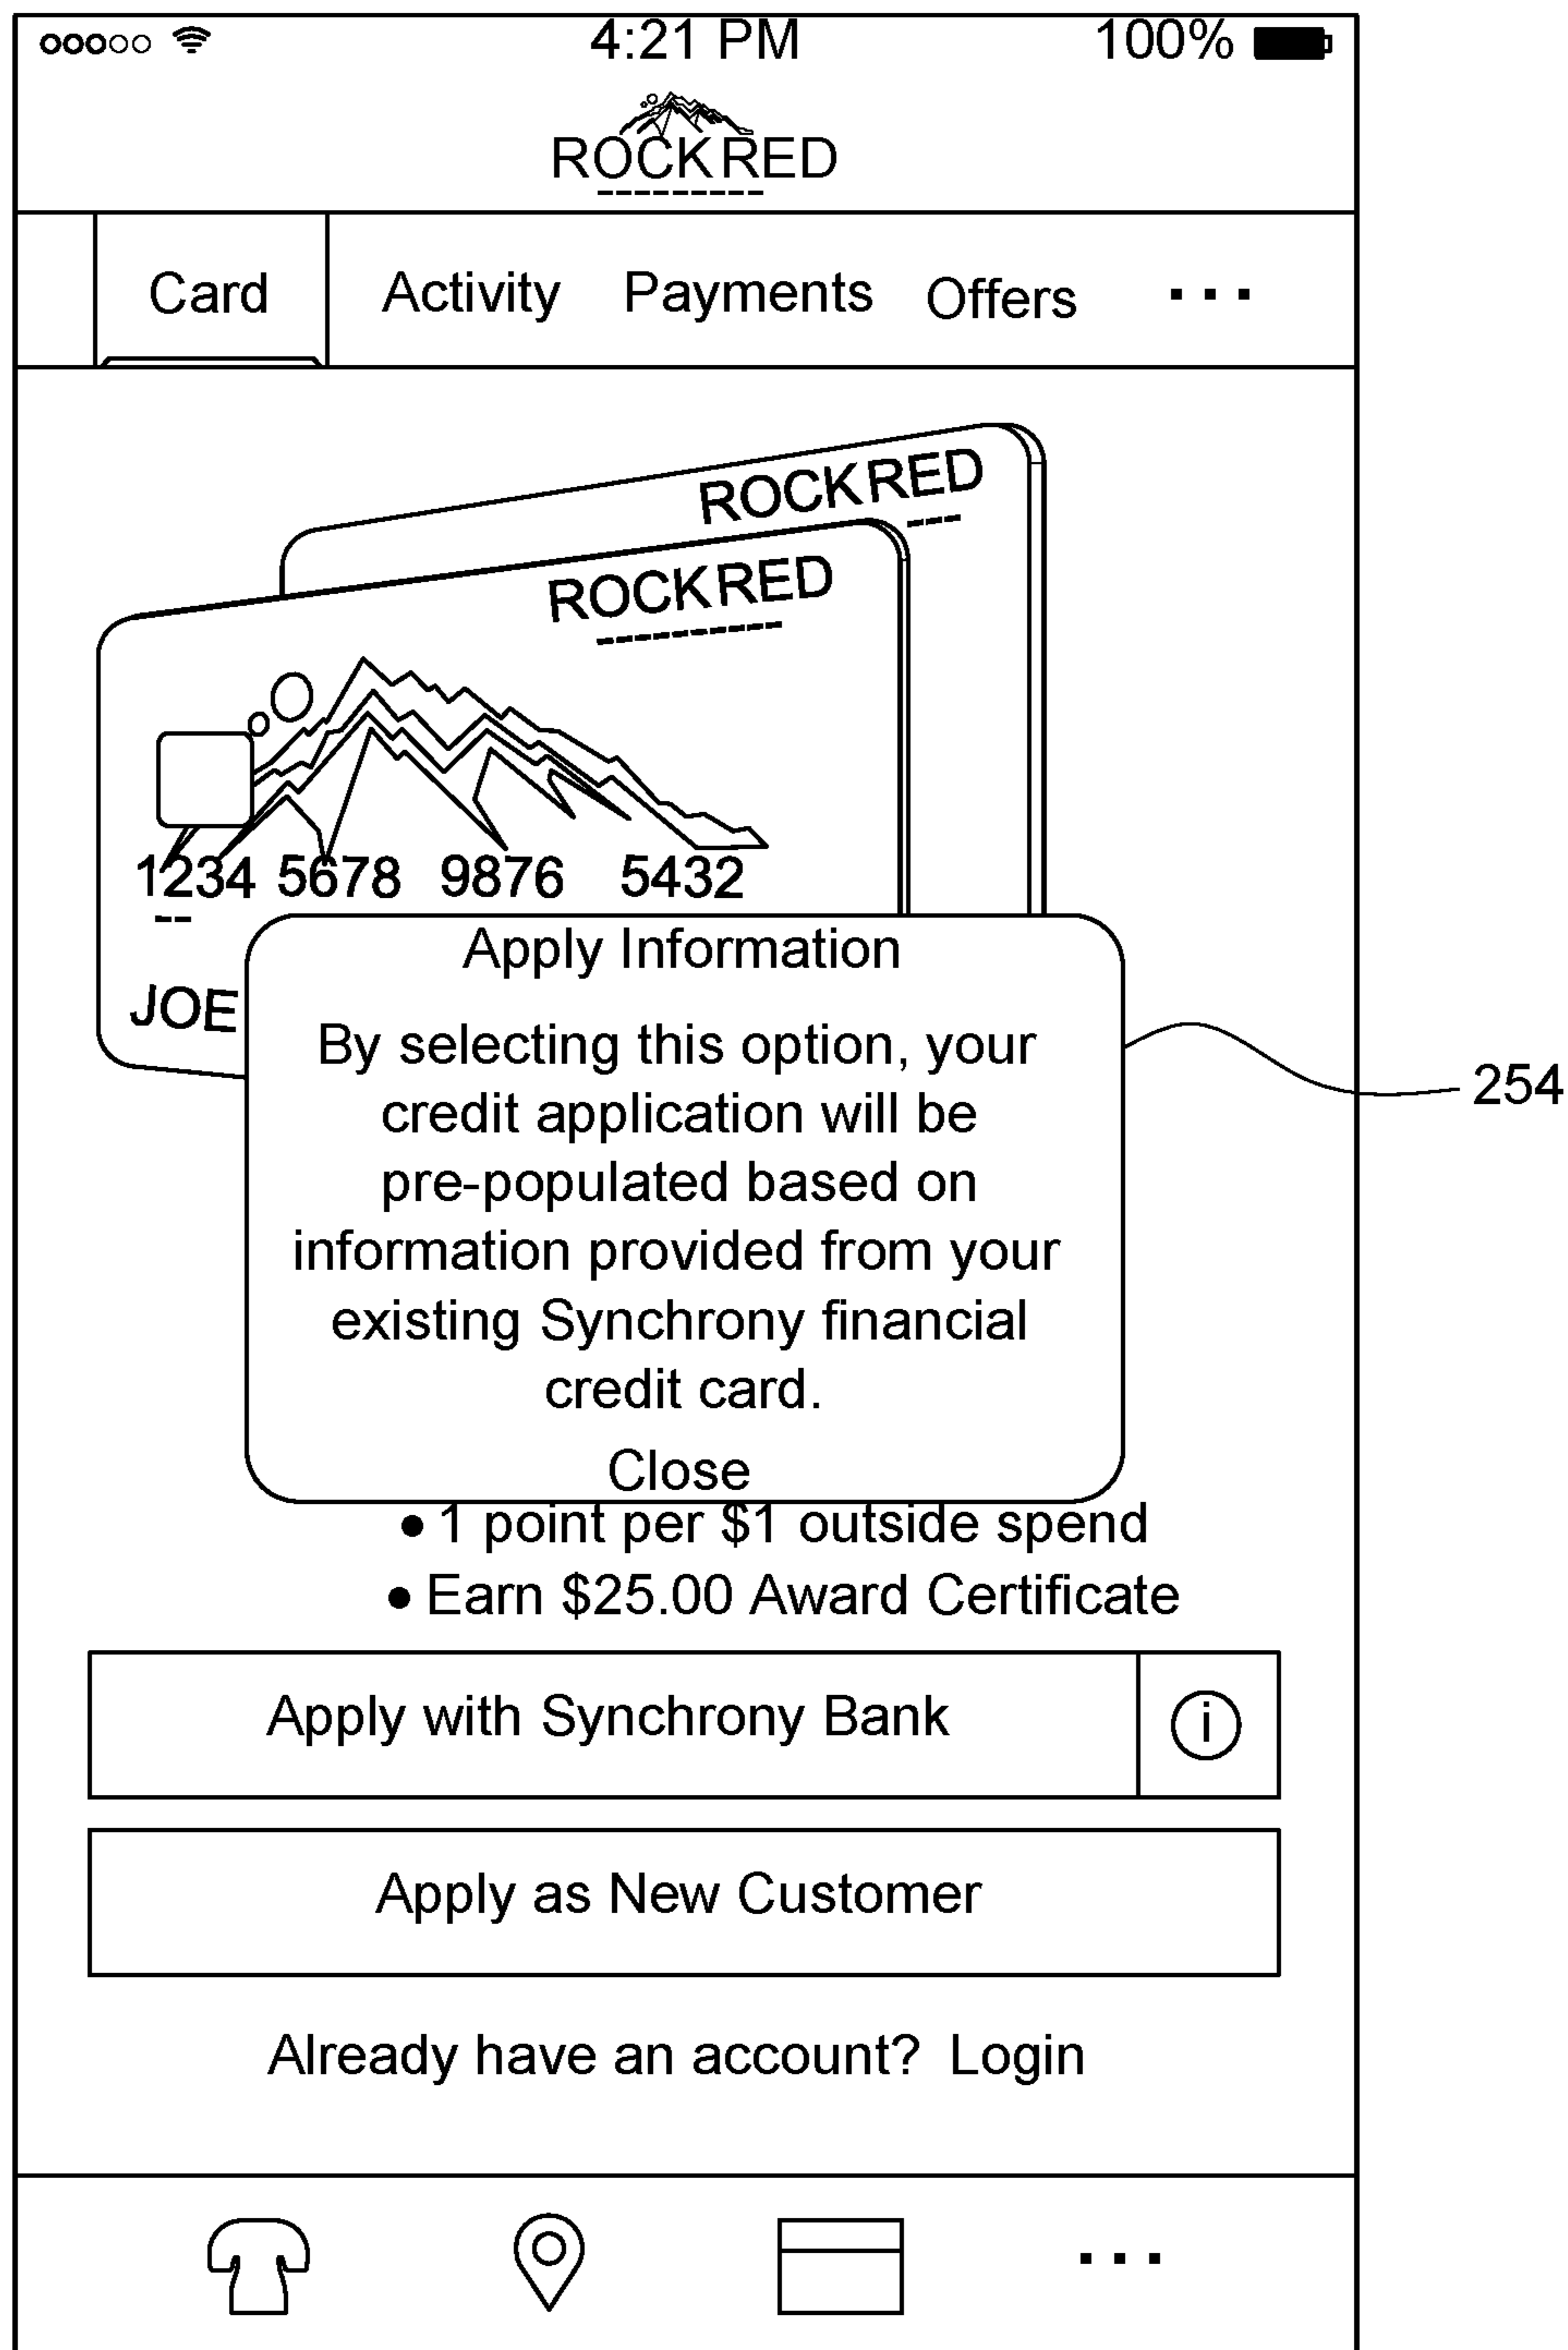 4:21 PM 100%
ROCKRED
Card Activity Payments Offers ...
ROCKRED
ROCKRED
1234 5678 9876 5432
JOE
Apply Information
By selecting this option, your
credit application will be
pre-populated based on
information provided from your
existing Synchrony financial
credit card.
Close
254
• 1 point per $1 outside spend
• Earn $25.00 Award Certificate
Apply with Synchrony Bank i
Apply as New Customer
Already have an account? Login
...